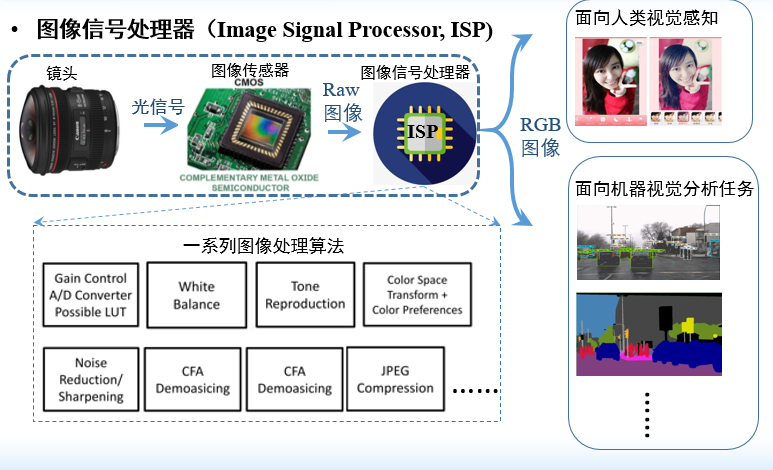 • 图像信号处理器（Image Signal Processor, ISP)
镜头
光信号
图像传感器
CMOS
COMPLEMENTARY METAL OXIDE
SEMICONDUCTOR
Raw
图像
图像信号处理器
ISP
RGB
图像
面向人类视觉感知
面向机器视觉分析任务
一系列图像处理算法
Gain Control
A/D Converter
Possible LUT
White
Balance
Tone
Reproduction
Color Space
Transform +
Color Preferences
Noise
Reduction/
Sharpening
CFA
Demoasicing
CFA
Demoasicing
JPEG
Compression
……